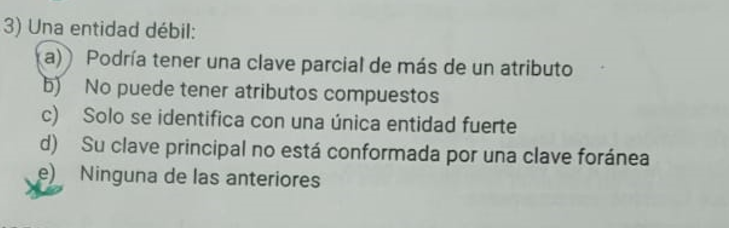 3) Una entidad débil:
a) Podría tener una clave parcial de más de un atributo
b) No puede tener atributos compuestos
c) Solo se identifica con una única entidad fuerte
d) Su clave principal no está conformada por una clave foránea
e) Ninguna de las anteriores